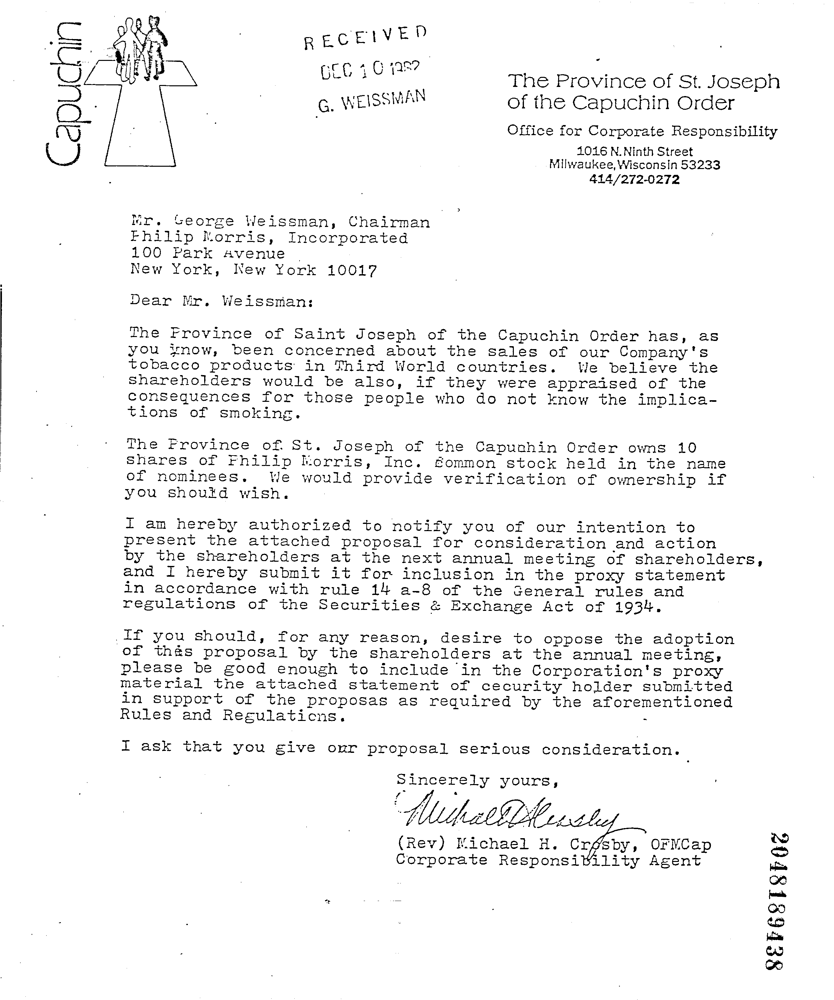 Capuchin
RECEIVED
DEC 10 1982
G. WEISSMAN
The Province of St. Joseph
of the Capuchin Order
Office for Corporate Responsibility
1016 N. Ninth Street
Milwaukee, Wisconsin 53233
414/272-0272
Mr. George Weissman, Chairman
Philip Morris, Incorporated
100 Park Avenue
New York, New York 10017
Dear Mr. Weissman:
The Province of Saint Joseph of the Capuchin Order has, as
you know, been concerned about the sales of our Company's
tobacco products in Third World countries. We believe the
shareholders would be also, if they were appraised of the
consequences for those people who do not know the implica-
tions of smoking.
The Province of St. Joseph of the Capuchin Order owns 10
shares of Philip Morris, Inc. Common stock held in the name
of nominees. We would provide verification of ownership if
you should wish.
I am hereby authorized to notify you of our intention to
present the attached proposal for consideration and action
by the shareholders at the next annual meeting of shareholders,
and I hereby submit it for inclusion in the proxy statement
in accordance with rule 14 a-8 of the General rules and
regulations of the Securities & Exchange Act of 1934.
If you should, for any reason, desire to oppose the adoption
of this proposal by the shareholders at the annual meeting,
please be good enough to include in the Corporation's proxy
material the attached statement of cecurity holder submitted
in support of the proposas as required by the aforementioned
Rules and Regulations.
I ask that you give our proposal serious consideration.
Sincerely yours,
Michael H Crosby
(Rev) Michael H. Crosby, OFMCap
Corporate Responsibility Agent
2048189438